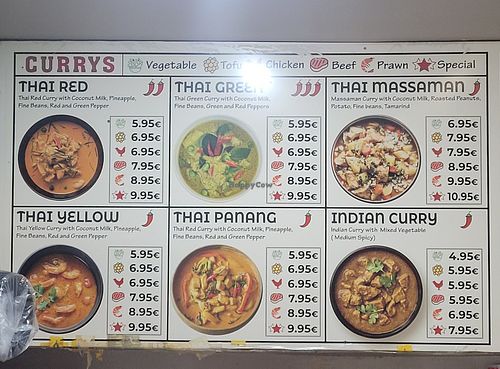 CURRYS Vegetable Tofu Chicken Beef Prawn Special
THAI RED
Thai Red Curry with Coconut Milk, Pineapple,
Fine Beans, Red and Green Pepper
5.95€
6.95€
6.95€
7.95€
8.95€
9.95€
THAI GREEN
Thai Green Curry with Coconut Milk,
Fine Beans, Green and Red Peppers
5.95€
6.95€
6.95€
7.95€
8.95€
9.95€
THAI MASSAMAN
Massaman Curry with Coconut Milk, Roasted Peanuts,
Potato, Fine beans, Tamarind
6.95€
7.95€
7.95€
8.95€
9.95€
10.95€
THAI YELLOW
Thai Yellow Curry with Coconut Milk, Pineapple,
Fine Beans, Red and Green Pepper
5.95€
6.95€
6.95€
7.95€
8.95€
9.95€
THAI PANANG
Thai Red Curry with Coconut Milk, Pineapple,
Fine Beans, Red and Green Pepper
5.95€
6.95€
6.95€
7.95€
8.95€
9.95€
INDIAN CURRY
Indian Curry with Mixed Vegetable
( Medium Spicy)
4.95€
5.95€
5.95€
5.95€
6.95€
7.95€
HappyCow